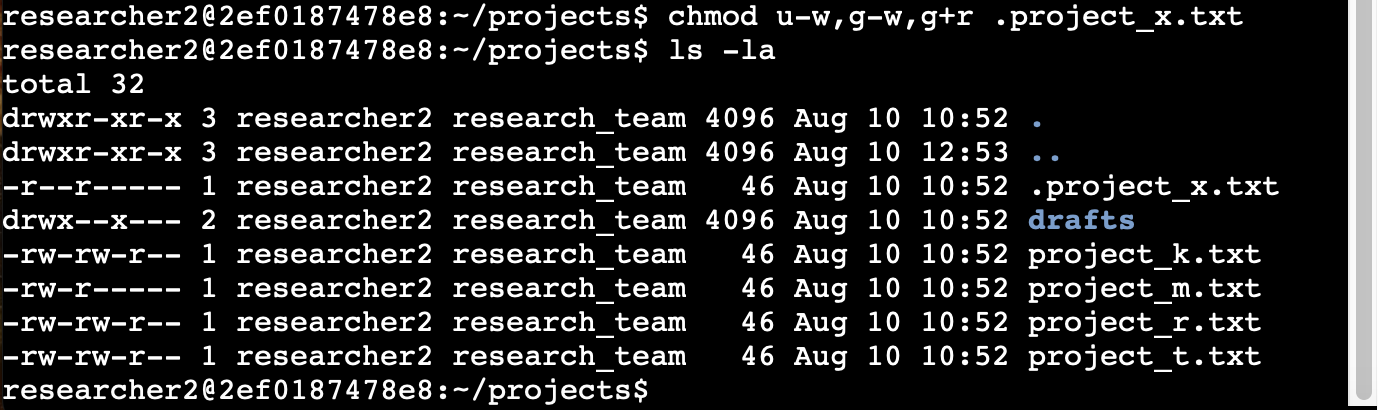 researcher2@2ef0187478e8:~/projects$ chmod u-w,g-w,g+r .project_x.txt
researcher2@2ef0187478e8:~/projects$ ls -la
total 32
drwxr-xr-x 3 researcher2 research_team 4096 Aug 10 10:52 .
drwxr-xr-x 3 researcher2 research_team 4096 Aug 10 12:53 ..
-r--r----- 1 researcher2 research_team   46 Aug 10 10:52 .project_x.txt
drwx--x--- 2 researcher2 research_team 4096 Aug 10 10:52 drafts
-rw-rw-r-- 1 researcher2 research_team   46 Aug 10 10:52 project_k.txt
-rw-r----- 1 researcher2 research_team   46 Aug 10 10:52 project_m.txt
-rw-rw-r-- 1 researcher2 research_team   46 Aug 10 10:52 project_r.txt
-rw-rw-r-- 1 researcher2 research_team   46 Aug 10 10:52 project_t.txt
researcher2@2ef0187478e8:~/projects$